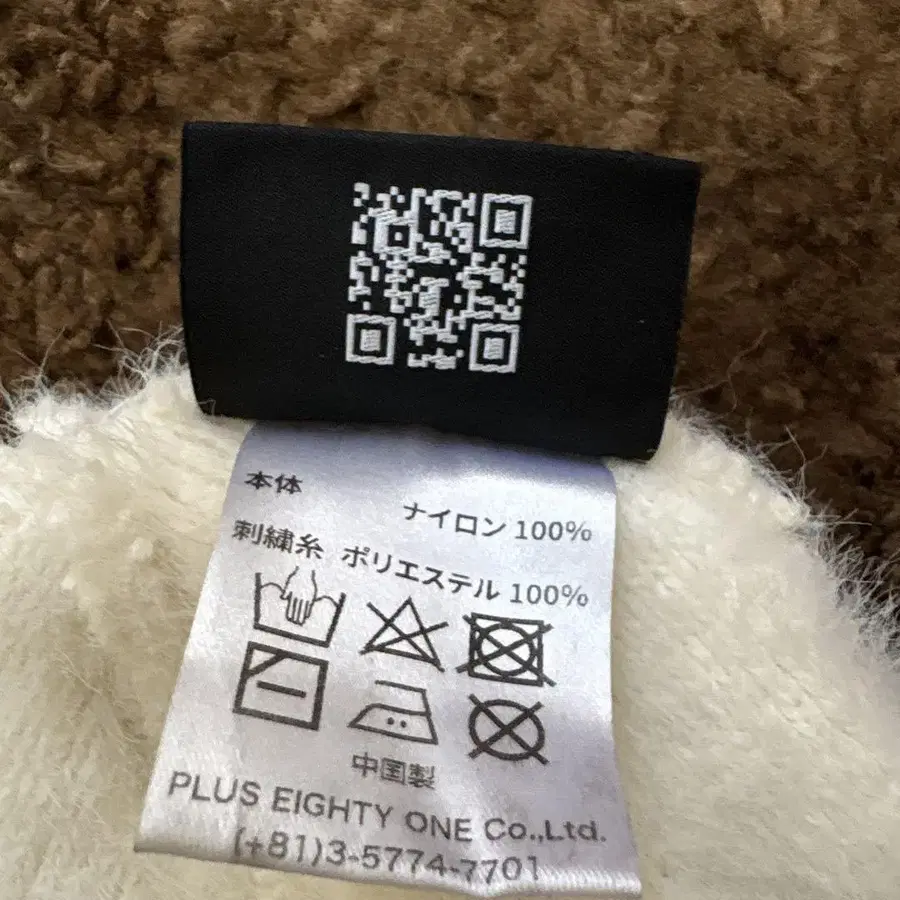 本体
ナイロン 100%
刺繍糸 ポリエステル 100%
中国製
PLUS EIGHTY ONE Co.,Ltd.
(+81)3-5774-7701